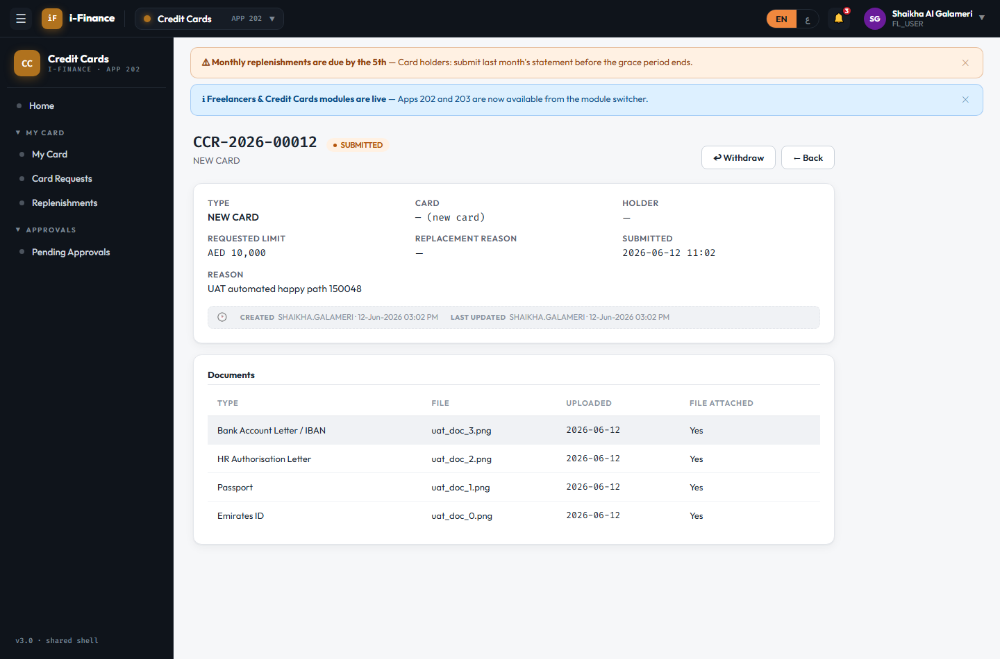 ☰ iF i-Finance Credit Cards APP 202 ▼ EN ع 🔔 3 SG Shaikha Al Galameri ▼
FL_USER
CC Credit Cards
I-FINANCE · APP 202
Home
▼ MY CARD
My Card
Card Requests
Replenishments
▼ APPROVALS
Pending Approvals
v3.0 · shared shell
⚠ Monthly replenishments are due by the 5th — Card holders: submit last month's statement before the grace period ends. ×
ℹ Freelancers & Credit Cards modules are live — Apps 202 and 203 are now available from the module switcher. ×
CCR-2026-00012 • SUBMITTED
NEW CARD
↩ Withdraw ← Back
TYPE CARD HOLDER
NEW CARD — (new card) —
REQUESTED LIMIT REPLACEMENT REASON SUBMITTED
AED 10,000 — 2026-06-12 11:02
REASON
UAT automated happy path 150048
CREATED SHAIKHA.GALAMERI · 12-Jun-2026 03:02 PM LAST UPDATED SHAIKHA.GALAMERI · 12-Jun-2026 03:02 PM
Documents
TYPE FILE UPLOADED FILE ATTACHED
Bank Account Letter / IBAN uat_doc_3.png 2026-06-12 Yes
HR Authorisation Letter uat_doc_2.png 2026-06-12 Yes
Passport uat_doc_1.png 2026-06-12 Yes
Emirates ID uat_doc_0.png 2026-06-12 Yes